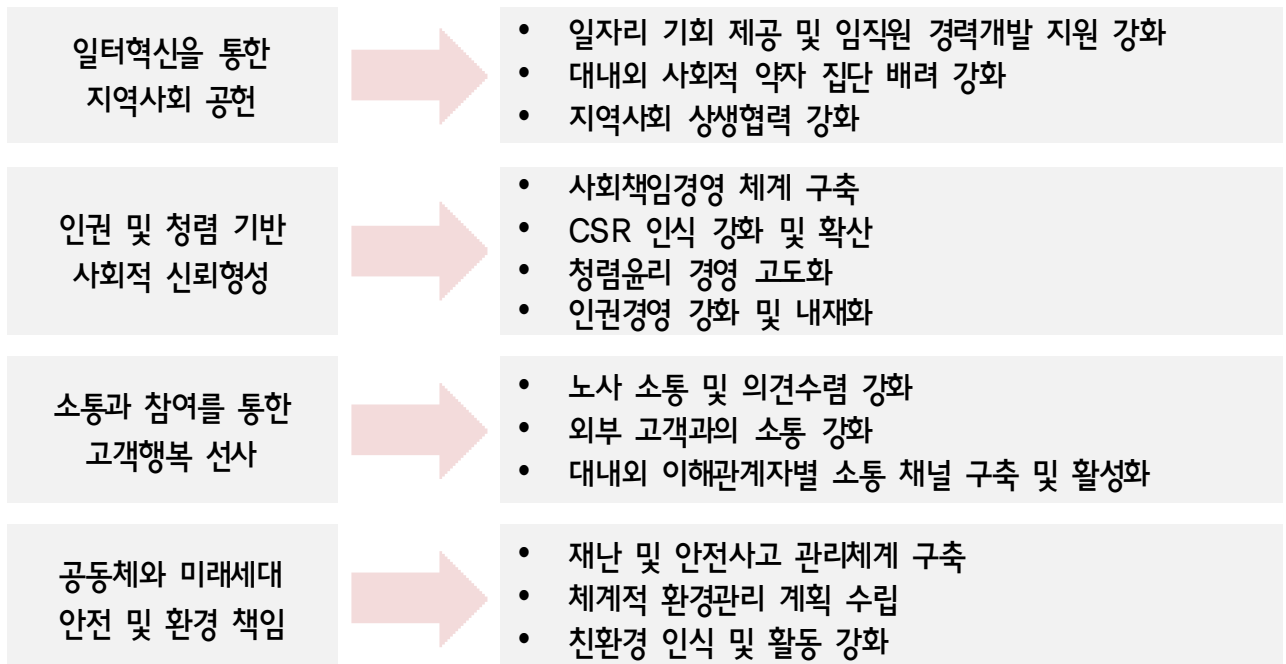 일터혁신을 통한
지역사회 공헌
• 일자리 기회 제공 및 임직원 경력개발 지원 강화
• 대내외 사회적 약자 집단 배려 강화
• 지역사회 상생협력 강화
인권 및 청렴 기반
사회적 신뢰형성
• 사회책임경영 체계 구축
• CSR 인식 강화 및 확산
• 청렴윤리 경영 고도화
• 인권경영 강화 및 내재화
소통과 참여를 통한
고객행복 선사
• 노사 소통 및 의견수렴 강화
• 외부 고객과의 소통 강화
• 대내외 이해관계자별 소통 채널 구축 및 활성화
공동체와 미래세대
안전 및 환경 책임
• 재난 및 안전사고 관리체계 구축
• 체계적 환경관리 계획 수립
• 친환경 인식 및 활동 강화